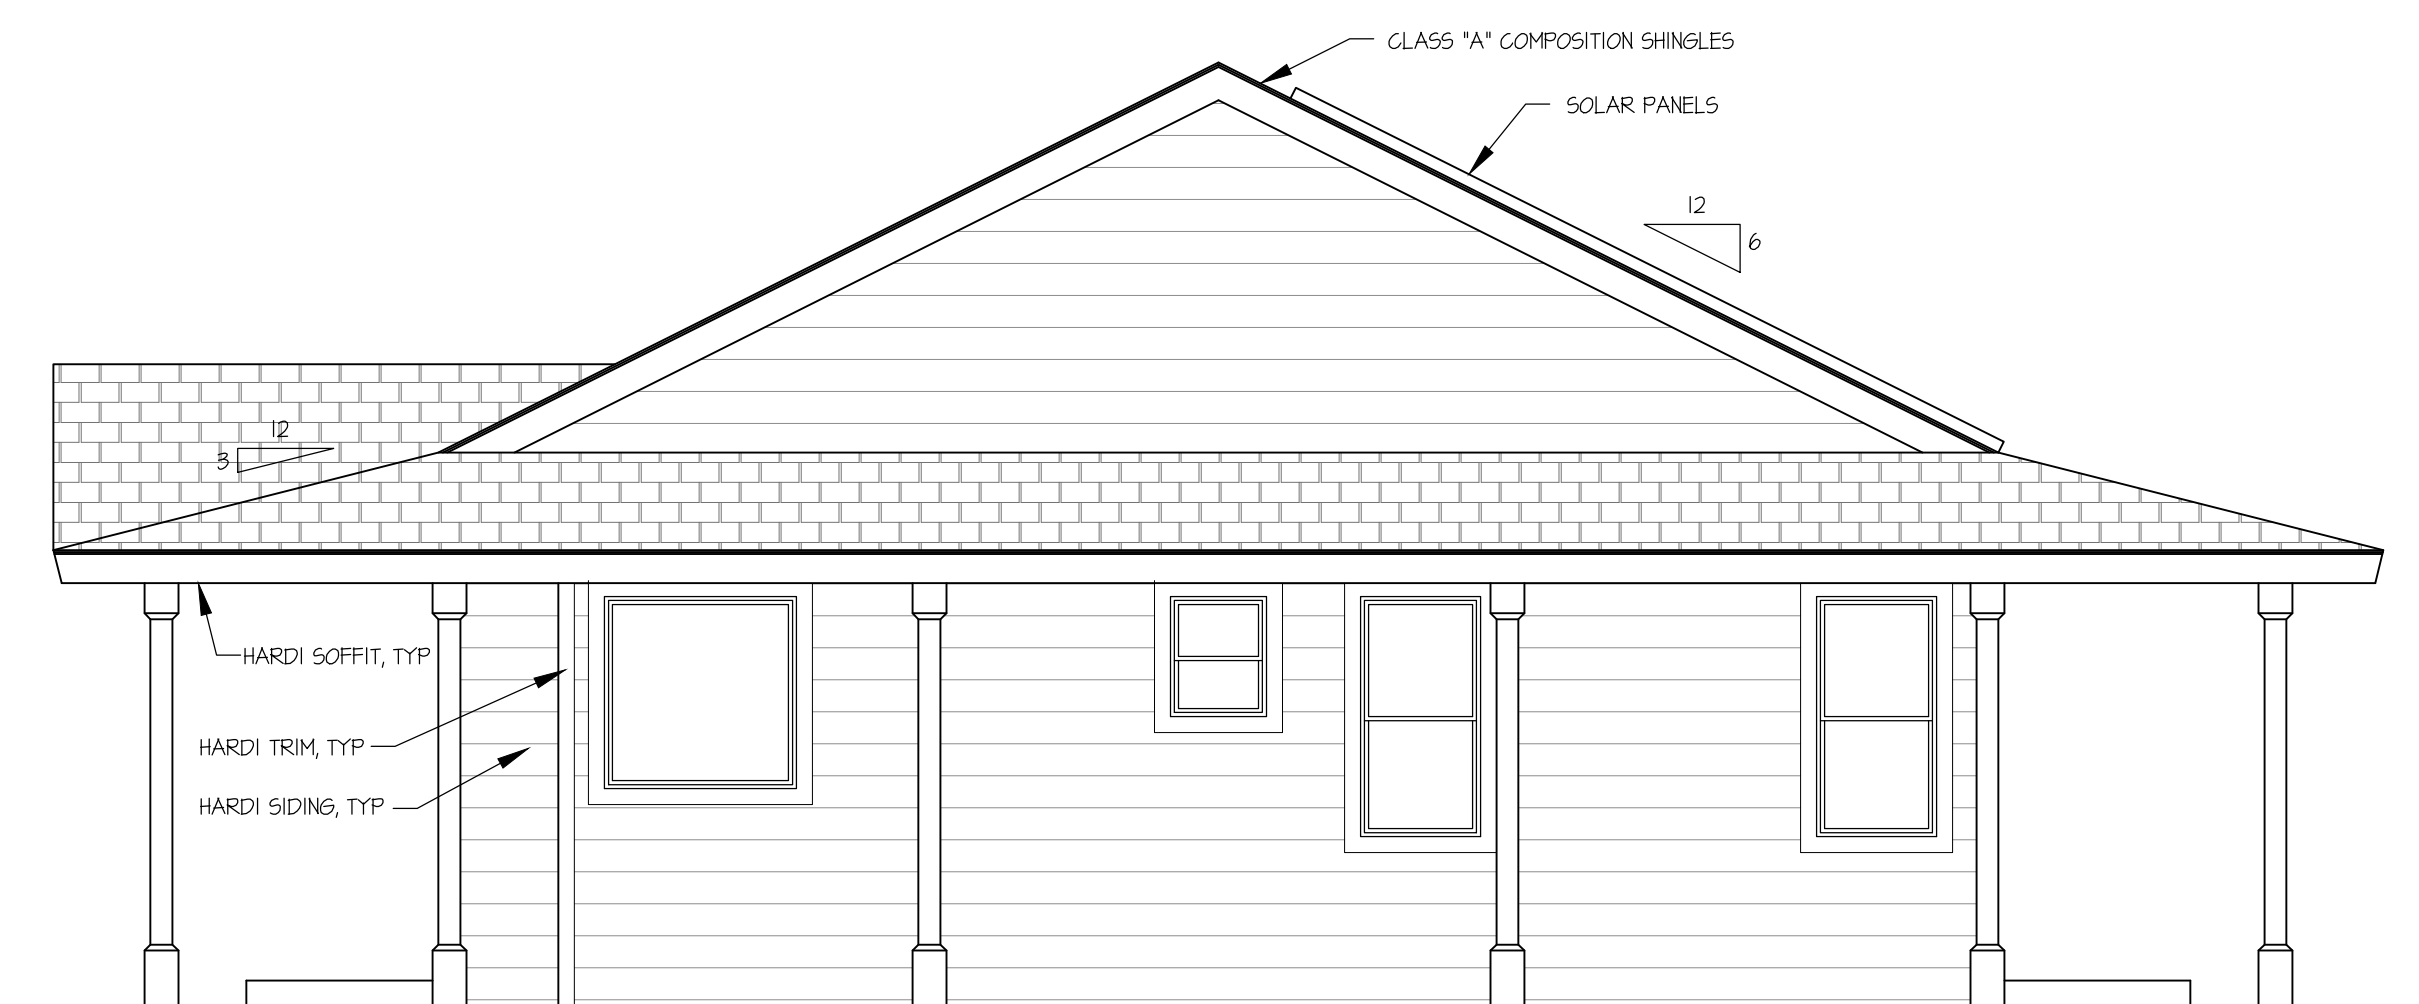 CLASS "A" COMPOSITION SHINGLES
SOLAR PANELS
12
6
12
3
HARDI SOFFIT, TYP
HARDI TRIM, TYP
HARDI SIDING, TYP